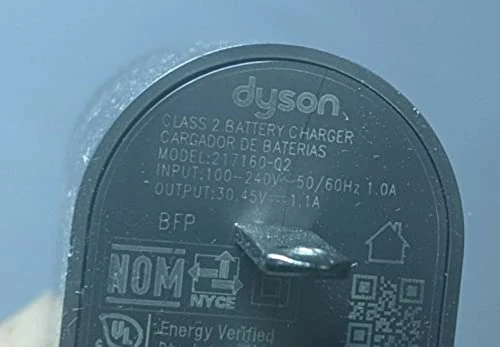 dyson
CLASS 2 BATTERY CHARGER
CARGADOR DE BATERIAS
MODEL:217160-02
INPUT:100-240V~50/60Hz 1.0A
OUTPUT:30.45V⎓1.1A
BFP
NOM
NYCE
UL
Energy Verified